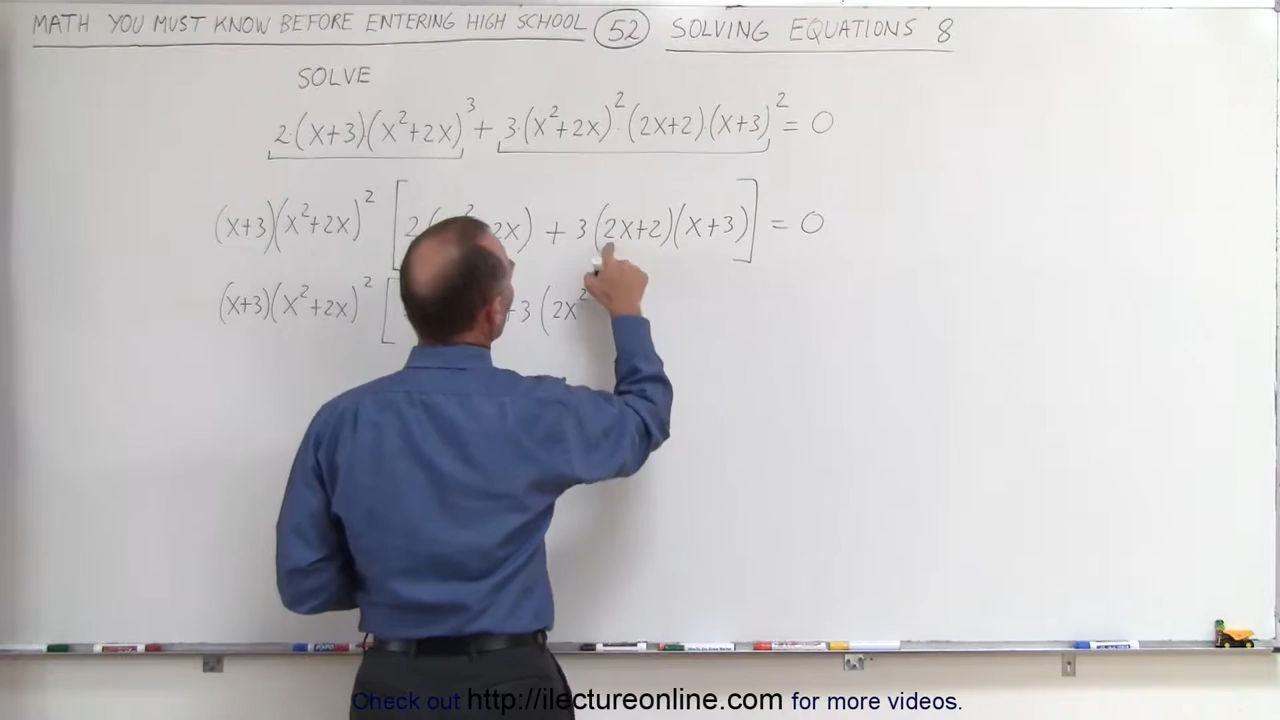 MATH YOU MUST KNOW BEFORE ENTERING HIGH SCHOOL 52 SOLVING EQUATIONS 8
SOLVE
2·(x+3)(x²+2x)³ + 3·(x²+2x)²·(2x+2)·(x+3)² = 0
(x+3)(x²+2x)² [2( ² 2x) + 3(2x+2)(x+3)] = 0
(x+3)(x²+2x)² [ +3(2x²
Check out http://ilectureonline.com for more videos.